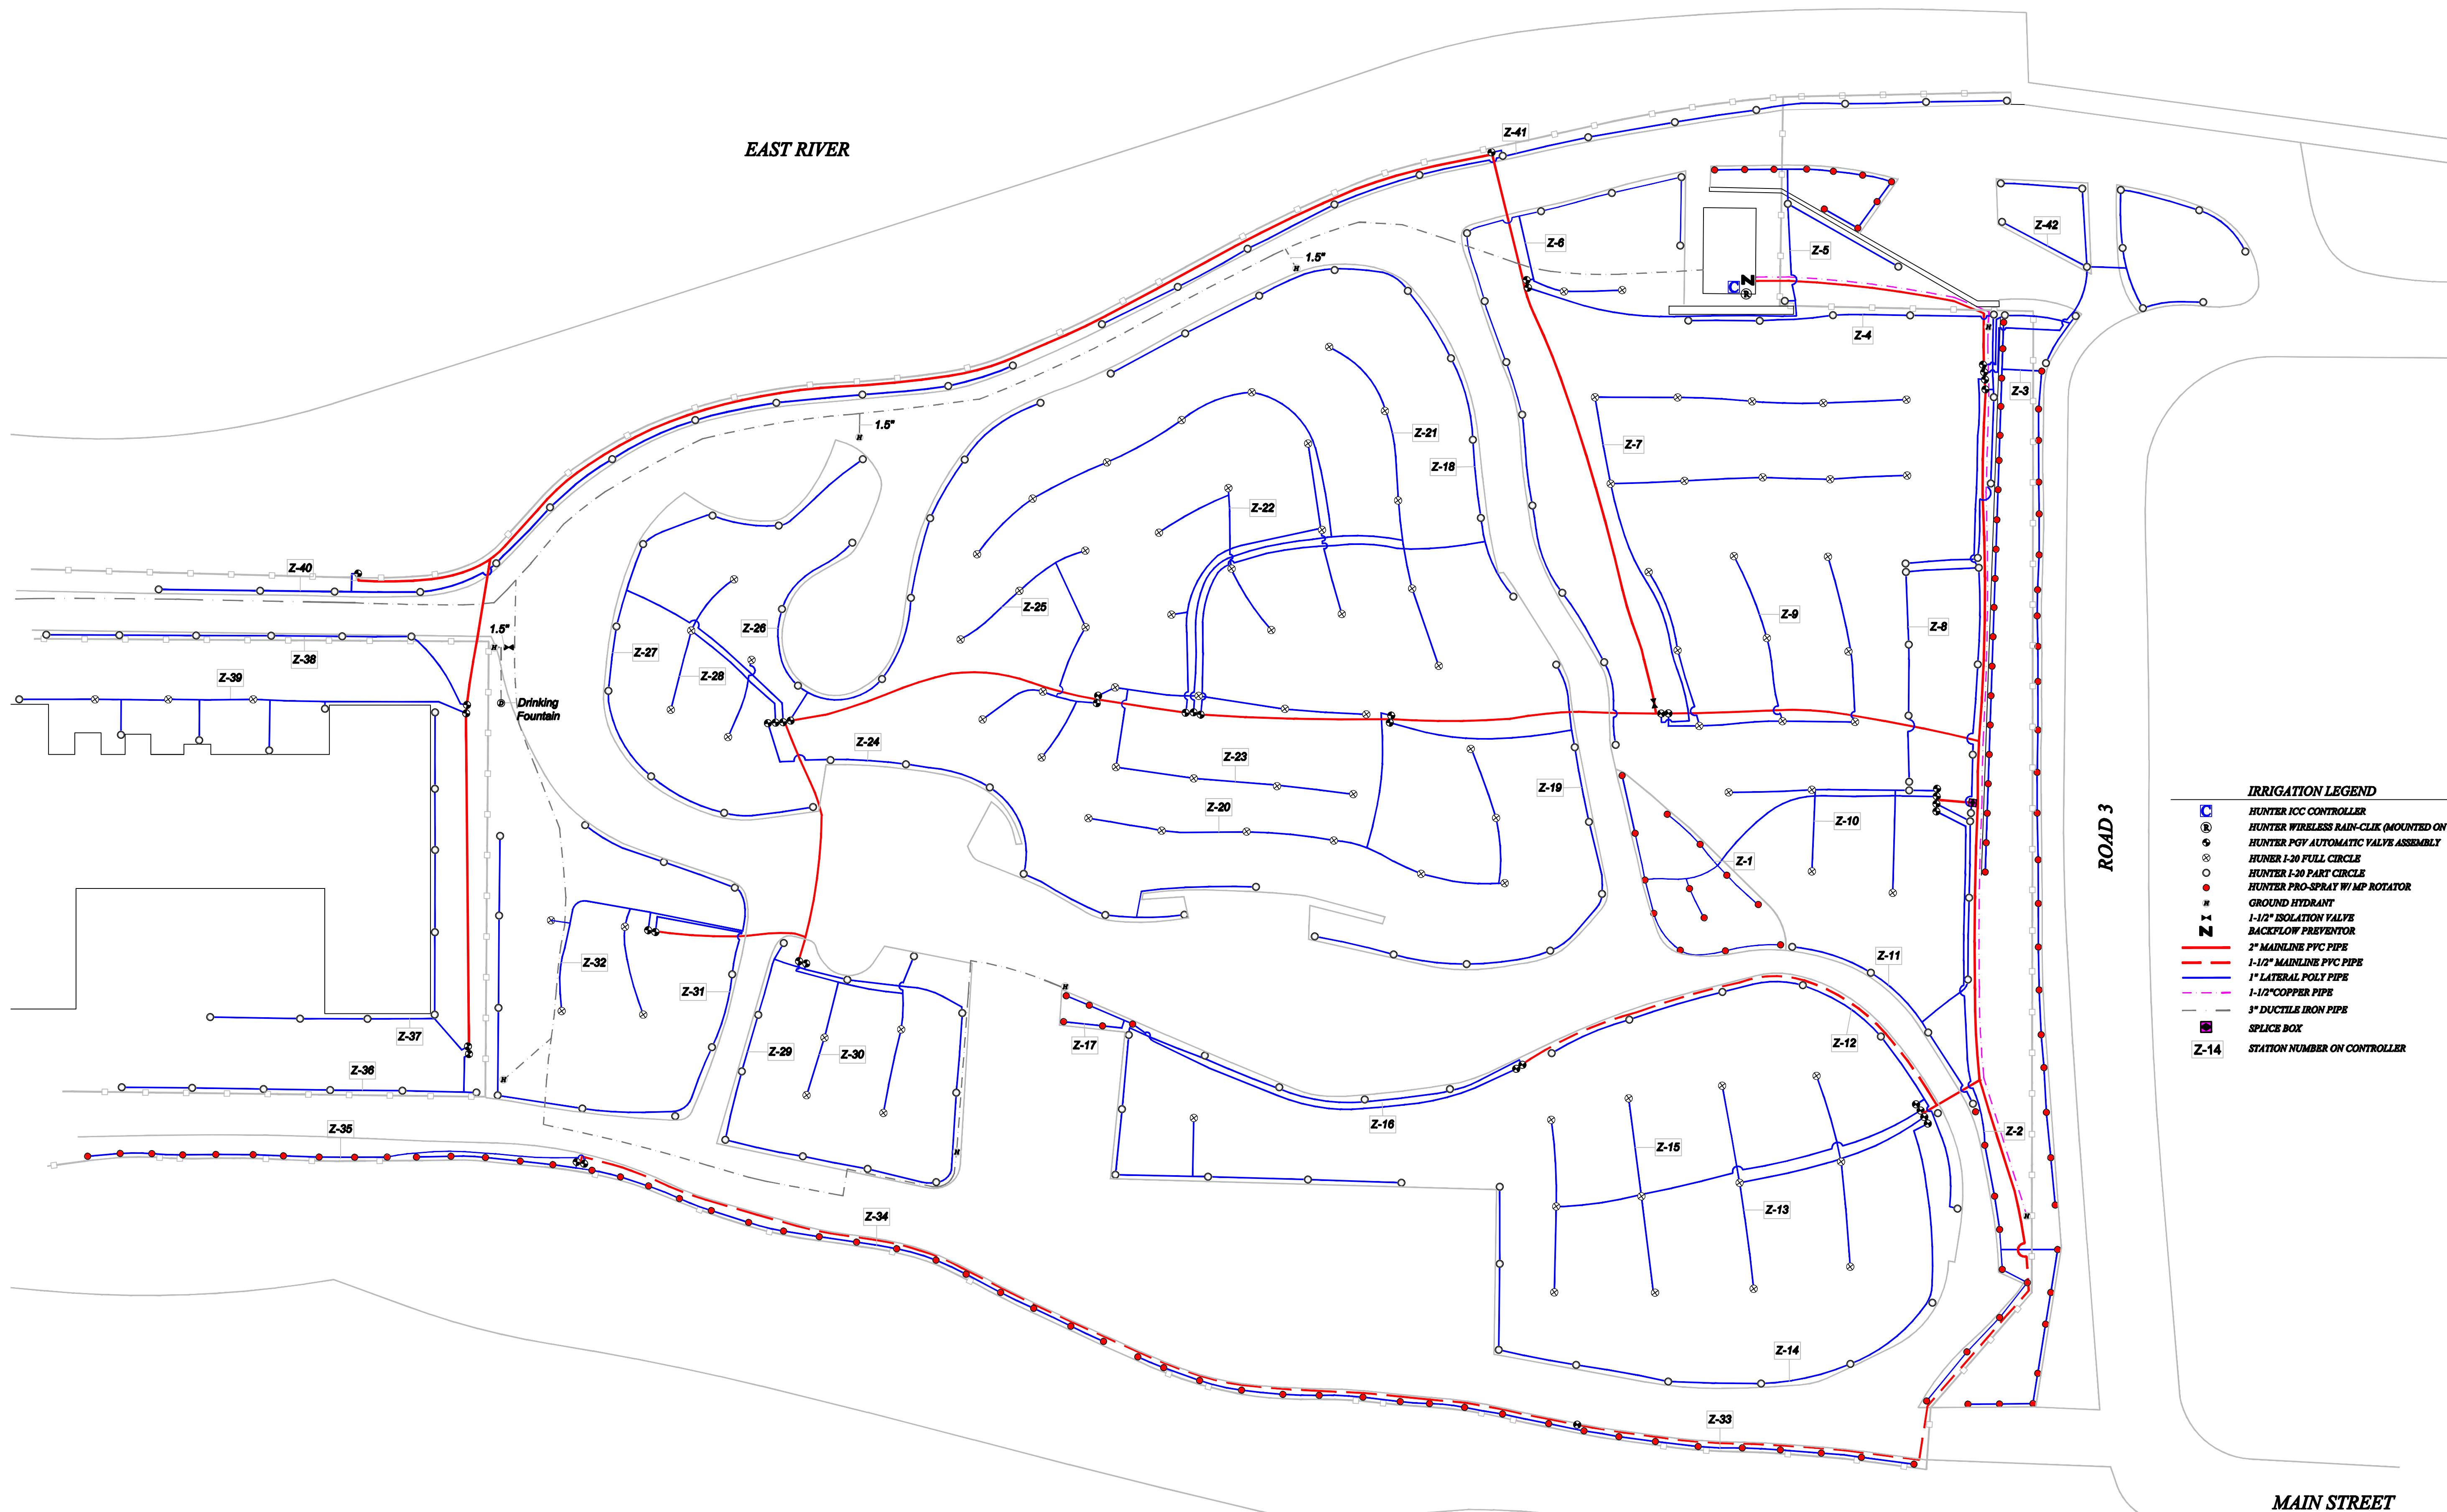 EAST RIVER
Z-41
Z-42
Z-6
Z-5
1.5"
C
N
R
Z-4
Z-3
1.5"
Z-21
Z-7
Z-18
Z-22
Z-40
Z-25
Z-9
Z-26
Z-8
1.5"
Z-27
Z-38
Z-39
Z-28
Drinking
Fountain
Z-24
Z-23
Z-19
Z-20
Z-10
Z-1
ROAD 3
IRRIGATION LEGEND
C HUNTER ICC CONTROLLER
R HUNTER WIRELESS RAIN-CLIK (MOUNTED ON
HUNTER PGV AUTOMATIC VALVE ASSEMBLY
HUNER I-20 FULL CIRCLE
HUNTER I-20 PART CIRCLE
HUNTER PRO-SPRAY W/ MP ROTATOR
H GROUND HYDRANT
1-1/2" ISOLATION VALVE
N BACKFLOW PREVENTOR
2" MAINLINE PVC PIPE
1-1/2" MAINLINE PVC PIPE
1" LATERAL POLY PIPE
1-1/2"COPPER PIPE
3" DUCTILE IRON PIPE
SPLICE BOX
Z-14 STATION NUMBER ON CONTROLLER
Z-32
Z-11
Z-31
Z-37
Z-17
Z-12
Z-29
Z-30
Z-36
Z-16
Z-35
Z-2
Z-15
Z-13
Z-34
Z-14
Z-33
MAIN STREET